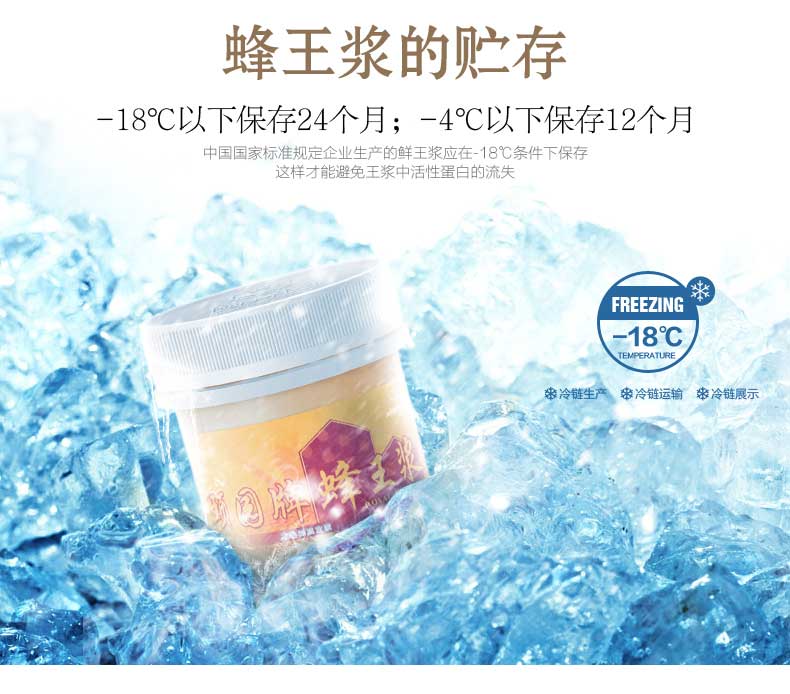 蜂王浆的贮存
-18℃以下保存24个月；-4℃以下保存12个月
中国国家标准规定企业生产的鲜王浆应在-18℃条件下保存
这样才能避免王浆中活性蛋白的流失
FREEZING
-18℃
TEMPERATURE
冷链生产 冷链运输 冷链展示
蜂王浆